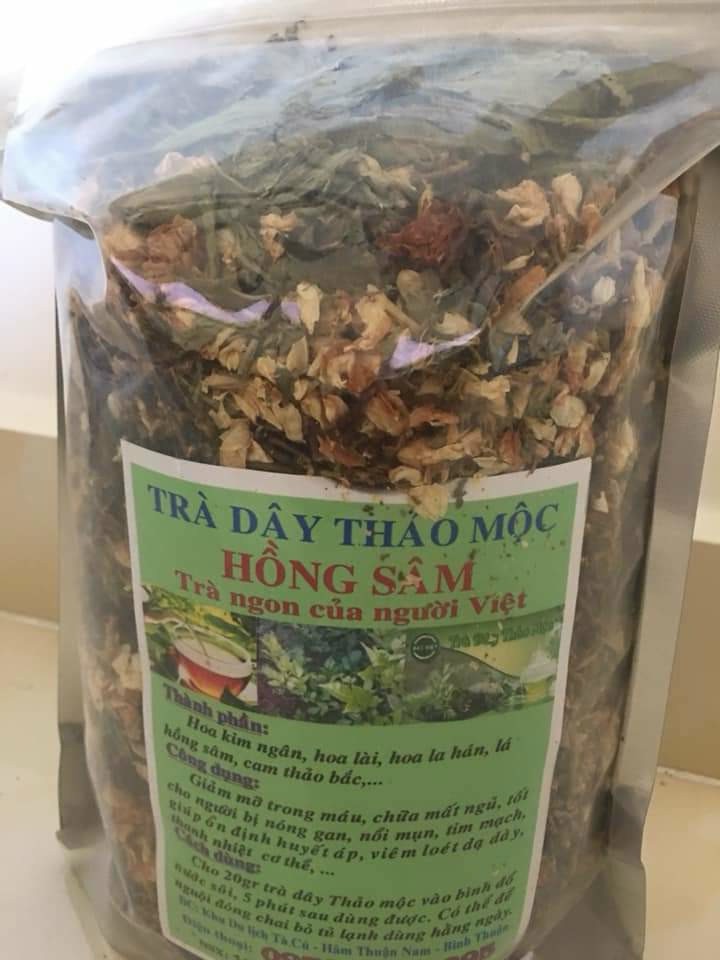 TRÀ DÂY THẢO MỘC
HỒNG SÂM
Trà ngon của người Việt
Trà Dây Thảo Mộc
Thành phần:
Hoa kim ngân, hoa lài, hoa la hán, lá
hồng sâm, cam thảo bắc,...
Công dụng:
Giảm mỡ trong máu, chữa mất ngủ, tốt
cho người bị nóng gan, nổi mụn, tim mạch,
giúp ổn định huyết áp, viêm loét dạ dày,
thanh nhiệt cơ thể, ...
Cách dùng:
Cho 20gr trà dây Thảo mộc vào bình đổ
nước sôi, 5 phút sau dùng được. Có thể để
nguội đóng chai bỏ tủ lạnh dùng hằng ngày.
ĐC: Khu Du lịch Tà Cú - Hàm Thuận Nam - Bình Thuận
Điện thoại: